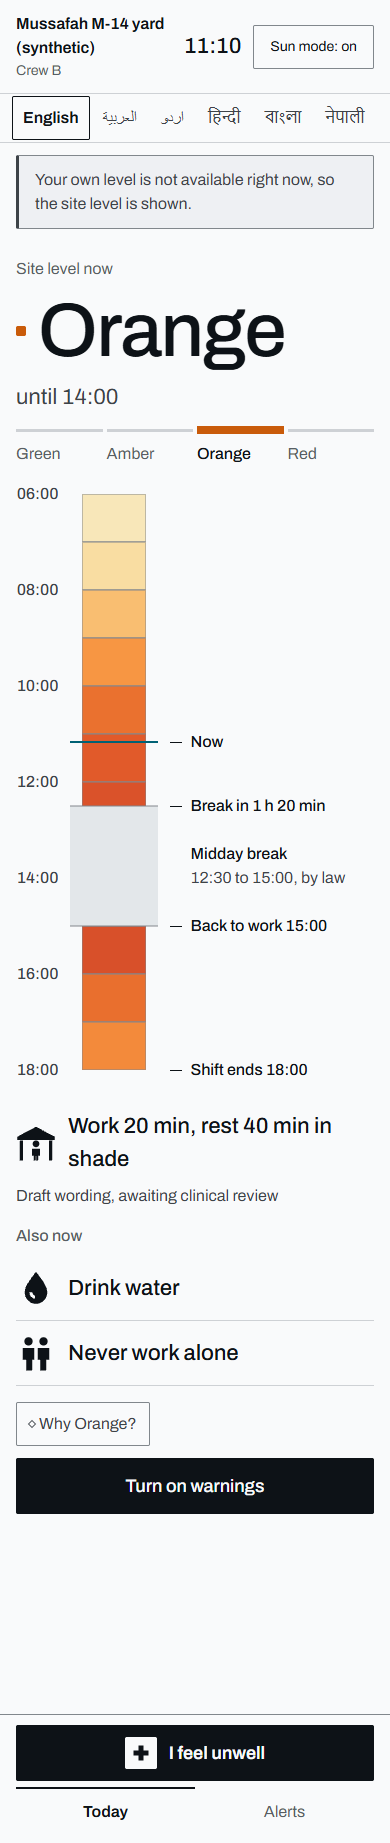 Mussafah M-14 yard
(synthetic)
Crew B
11:10
Sun mode: on
English
العربية
اردو
हिन्दी
বাংলা
नेपाली
Your own level is not available right now, so
the site level is shown.
Site level now
Orange
until 14:00
Green
Amber
Orange
Red
06:00
08:00
10:00
Now
12:00
Break in 1 h 20 min
Midday break
14:00
12:30 to 15:00, by law
Back to work 15:00
16:00
18:00
Shift ends 18:00
Work 20 min, rest 40 min in
shade
Draft wording, awaiting clinical review
Also now
Drink water
Never work alone
Why Orange?
Turn on warnings
I feel unwell
Today
Alerts